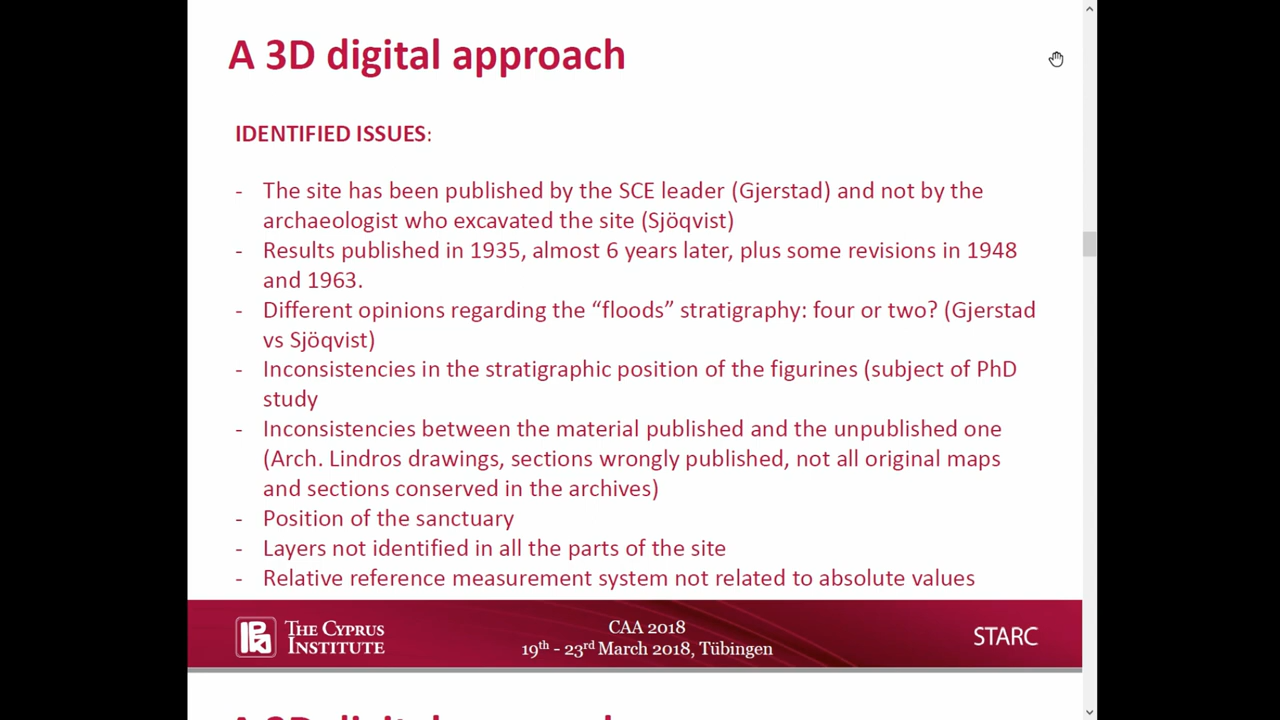 A 3D digital approach
IDENTIFIED ISSUES:
- The site has been published by the SCE leader (Gjerstad) and not by the
archaeologist who excavated the site (Sjöqvist)
- Results published in 1935, almost 6 years later, plus some revisions in 1948
and 1963.
- Different opinions regarding the “floods” stratigraphy: four or two? (Gjerstad
vs Sjöqvist)
- Inconsistencies in the stratigraphic position of the figurines (subject of PhD
study
- Inconsistencies between the material published and the unpublished one
(Arch. Lindros drawings, sections wrongly published, not all original maps
and sections conserved in the archives)
- Position of the sanctuary
- Layers not identified in all the parts of the site
- Relative reference measurement system not related to absolute values
THE CYPRUS
INSTITUTE
CAA 2018
19th - 23rd March 2018, Tübingen
STARC
A 3D digital approach